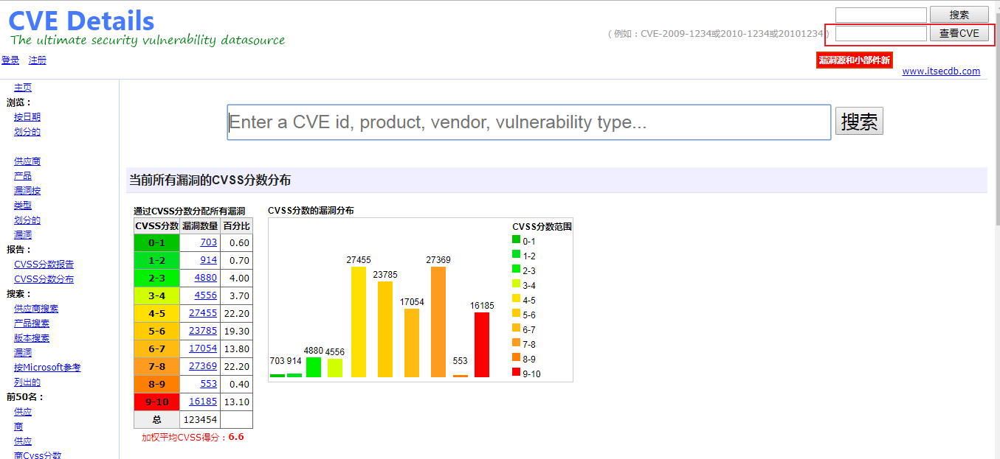 CVE Details
The ultimate security vulnerability datasource
搜索
(例如：CVE-2009-1234或2010-1234或20101234)
查看CVE
登录 注册
漏洞源和小部件新
www.itsecdb.com
主页
浏览：
按日期
划分的
供应商
产品
漏洞按
类型
划分的
漏洞
报告：
CVSS分数报告
CVSS分数分布
搜索：
供应商搜索
产品搜索
版本搜索
漏洞
按Microsoft参考
列出的
前50名：
供应
商
供应
商Cvss分数
Enter a CVE id, product, vendor, vulnerability type...
搜索
当前所有漏洞的CVSS分数分布
通过CVSS分数分配所有漏洞
CVSS分数 漏洞数量 百分比
0-1 703 0.60
1-2 914 0.70
2-3 4880 4.00
3-4 4556 3.70
4-5 27455 22.20
5-6 23785 19.30
6-7 17054 13.80
7-8 27369 22.20
8-9 553 0.40
9-10 16185 13.10
总 123454
加权平均CVSS得分：6.6
CVSS分数的漏洞分布
703 914 4880 4556 27455 23785 17054 27369 553 16185
CVSS分数范围
0-1
1-2
2-3
3-4
4-5
5-6
6-7
7-8
8-9
9-10